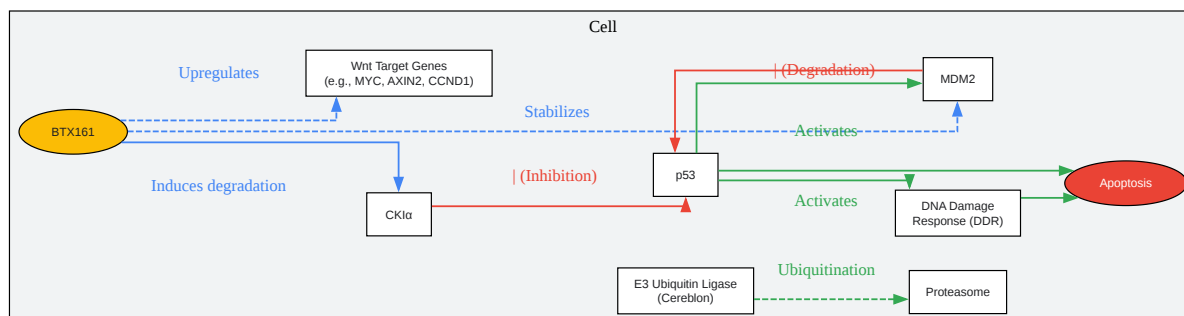 Cell
Wnt Target Genes
(e.g., MYC, AXIN2, CCND1)
Upregulates
| (Degradation)
MDM2
BTX161
Stabilizes
Activates
Induces degradation
| (Inhibition)
p53
Apoptosis
CKIα
Activates
DNA Damage
Response (DDR)
Ubiquitination
E3 Ubiquitin Ligase
(Cereblon)
Proteasome